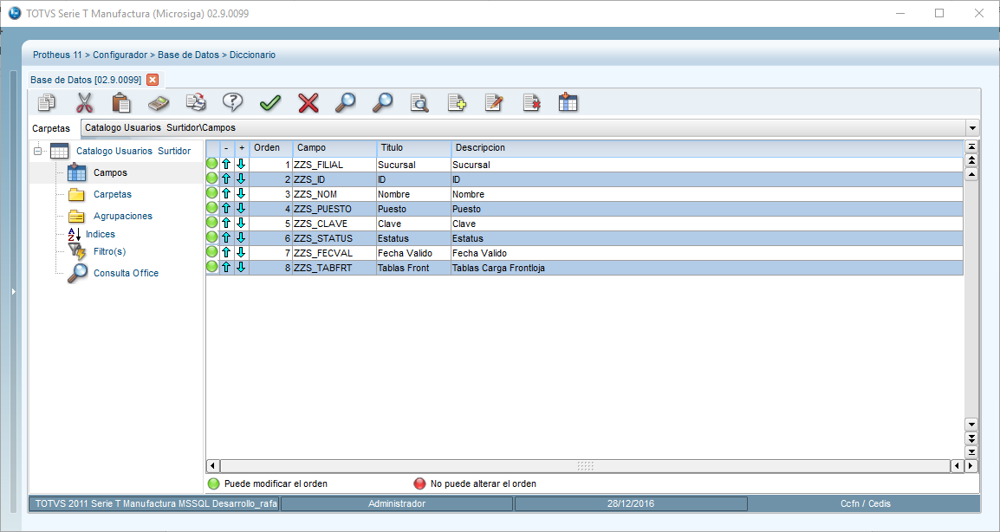 TOTVS Serie T Manufactura (Microsiga) 02.9.0099
Protheus 11 > Configurador > Base de Datos > Diccionario
Base de Datos [02.9.0099]
Carpetas Catalogo Usuarios Surtidor\Campos
Catalogo Usuarios Surtidor
Campos
Carpetas
Agrupaciones
Indices
Filtro(s)
Consulta Office
- + Orden Campo Titulo Descripcion
1 ZZS_FILIAL Sucursal Sucursal
2 ZZS_ID ID ID
3 ZZS_NOM Nombre Nombre
4 ZZS_PUESTO Puesto Puesto
5 ZZS_CLAVE Clave Clave
6 ZZS_STATUS Estatus Estatus
7 ZZS_FECVAL Fecha Valido Fecha Valido
8 ZZS_TABFRT Tablas Front Tablas Carga Frontloja
Puede modificar el orden No puede alterar el orden
TOTVS 2011 Serie T Manufactura MSSQL Desarrollo_rafa Administrador 28/12/2016 Ccfn / Cedis